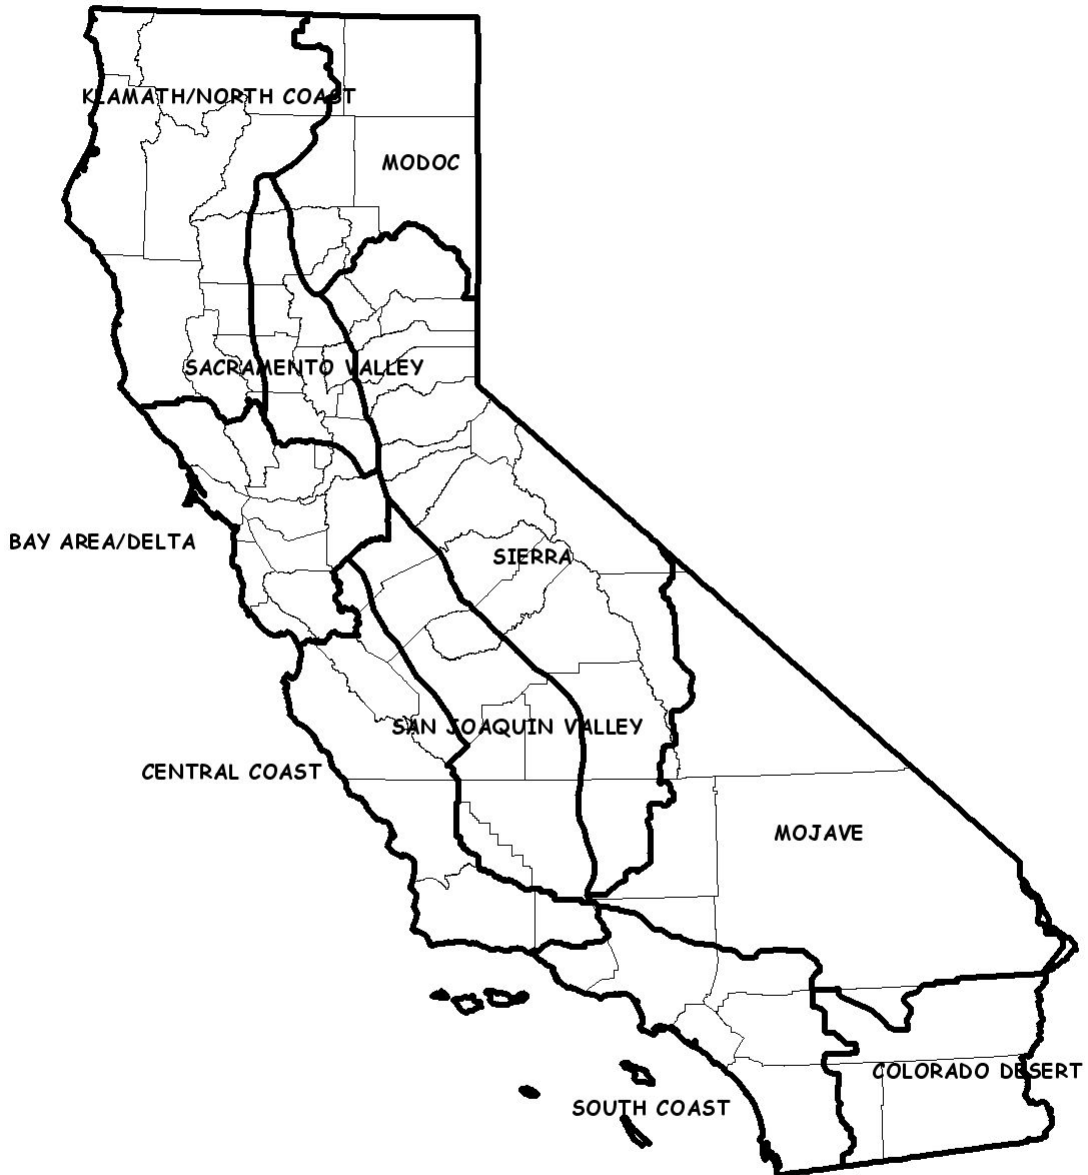 KLAMATH/NORTH COAST
MODOC
SACRAMENTO VALLEY
BAY AREA/DELTA
SIERRA
SAN JOAQUIN VALLEY
CENTRAL COAST
MOJAVE
COLORADO DESERT
SOUTH COAST